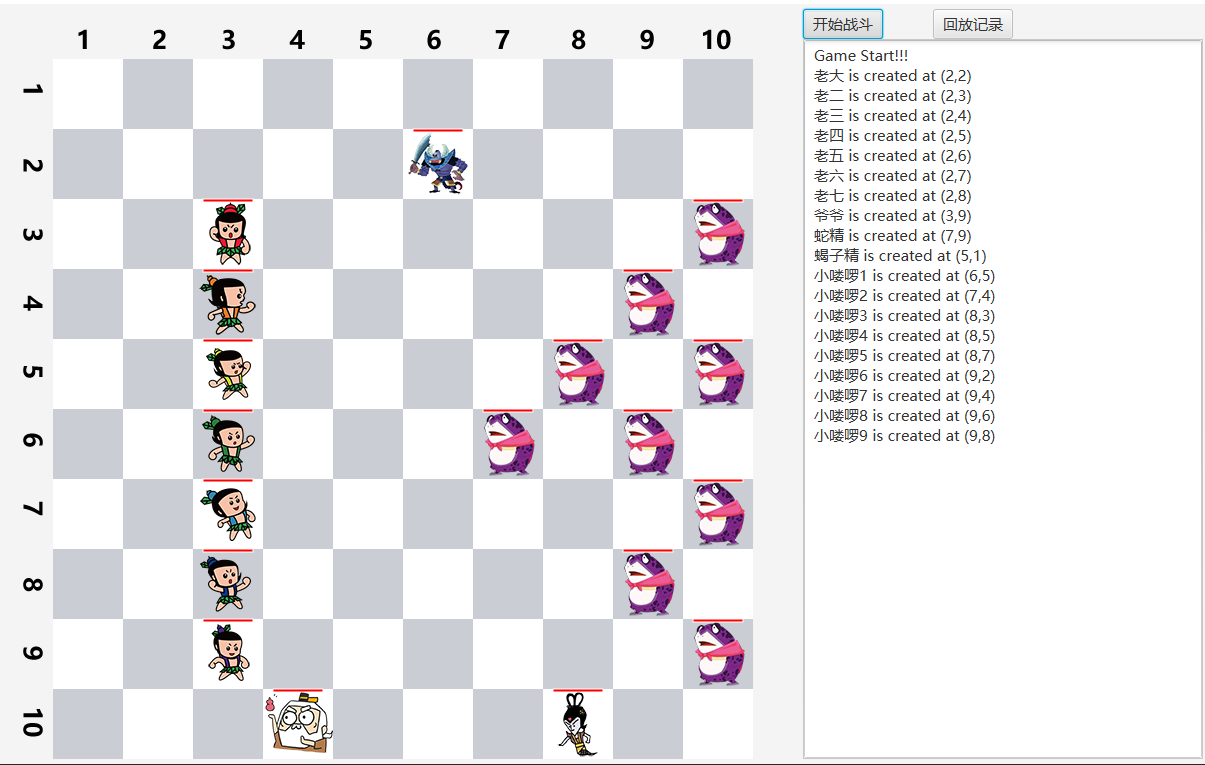 开始战斗 回放记录
1 2 3 4 5 6 7 8 9 10
1
2
3
4
5
6
7
8
9
10
Game Start!!!
老大 is created at (2,2)
老二 is created at (2,3)
老三 is created at (2,4)
老四 is created at (2,5)
老五 is created at (2,6)
老六 is created at (2,7)
老七 is created at (2,8)
爷爷 is created at (3,9)
蛇精 is created at (7,9)
蝎子精 is created at (5,1)
小喽啰1 is created at (6,5)
小喽啰2 is created at (7,4)
小喽啰3 is created at (8,3)
小喽啰4 is created at (8,5)
小喽啰5 is created at (8,7)
小喽啰6 is created at (9,2)
小喽啰7 is created at (9,4)
小喽啰8 is created at (9,6)
小喽啰9 is created at (9,8)